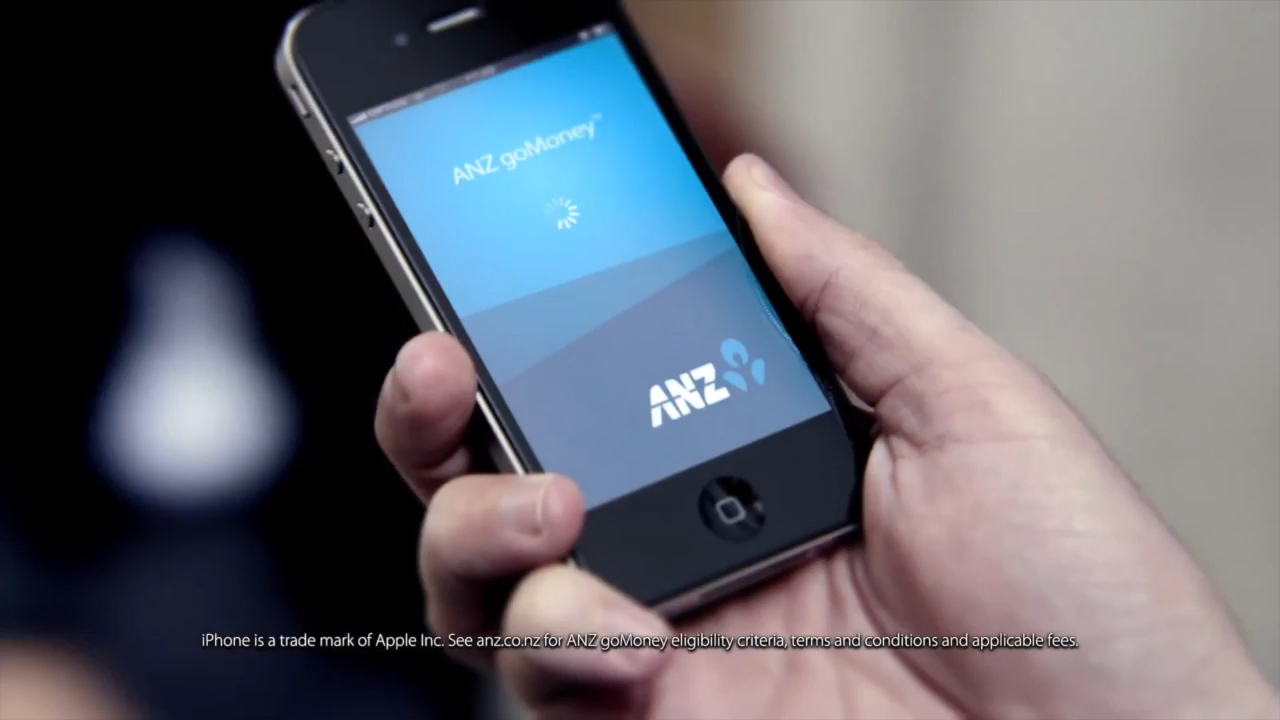 ANZ goMoney™
ANZ
iPhone is a trade mark of Apple Inc. See anz.co.nz for ANZ goMoney eligibility criteria, terms and conditions and applicable fees.